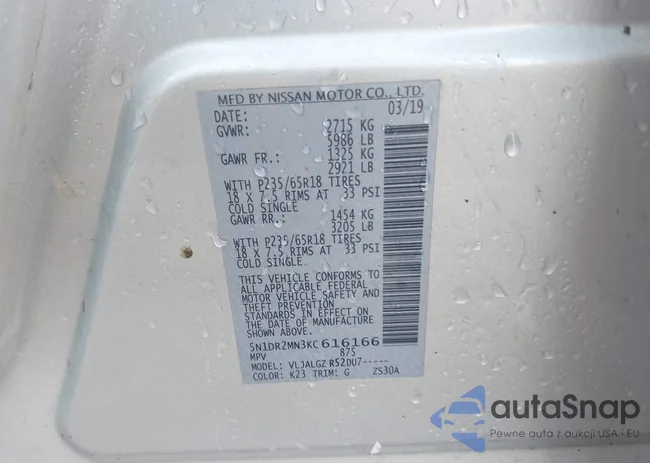 MFD BY NISSAN MOTOR CO., LTD.
DATE: 03/19
GVWR: 2715 KG
5986 LB
GAWR FR.: 1325 KG
2921 LB
WITH P235/65R18 TIRES
18 X 7.5 RIMS AT 33 PSI
COLD SINGLE
GAWR RR.: 1454 KG
3205 LB
WITH P235/65R18 TIRES
18 X 7.5 RIMS AT 33 PSI
COLD SINGLE
THIS VEHICLE CONFORMS TO
ALL APPLICABLE FEDERAL
MOTOR VEHICLE SAFETY AND
THEFT PREVENTION
STANDARDS IN EFFECT ON
THE DATE OF MANUFACTURE
SHOWN ABOVE.
5N1DR2MN3KC616166
MPV 875
MODEL: VLJALGZ R52DU7-----
COLOR: K23 TRIM: G ZS30A
autaSnap
Pewne auta z aukcji USA i EU